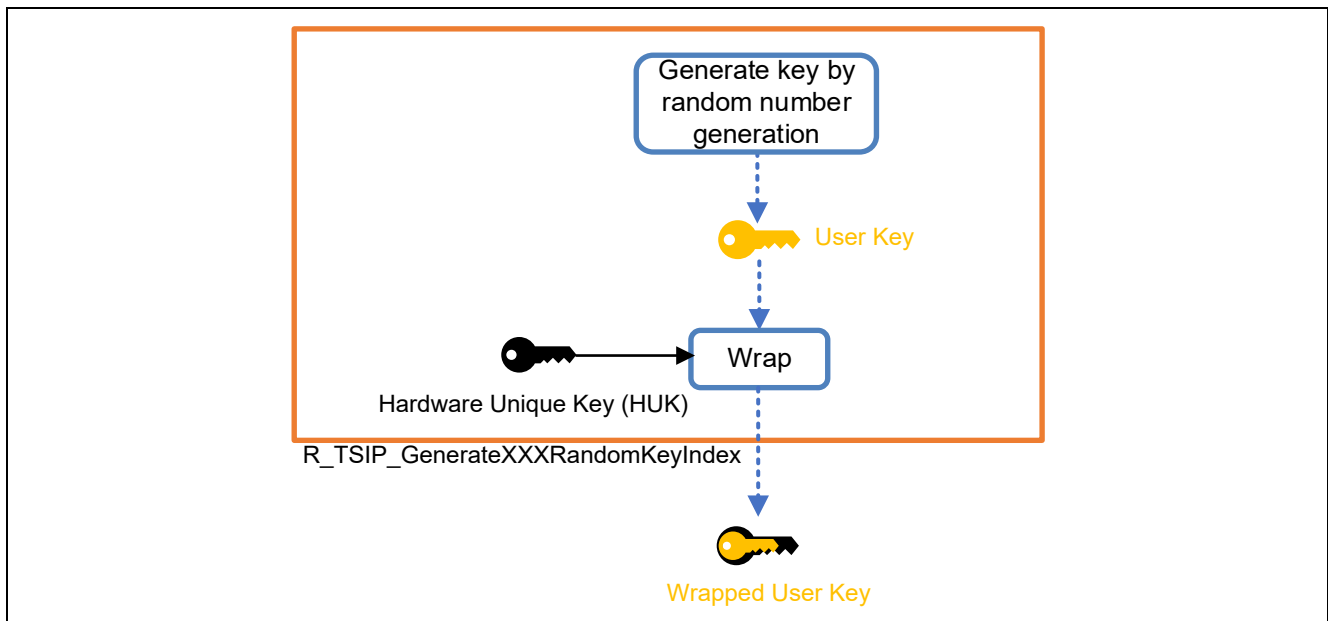 Generate key by
random number
generation
User Key
Wrap
Hardware Unique Key (HUK)
R_TSIP_GenerateXXXRandomKeyIndex
Wrapped User Key